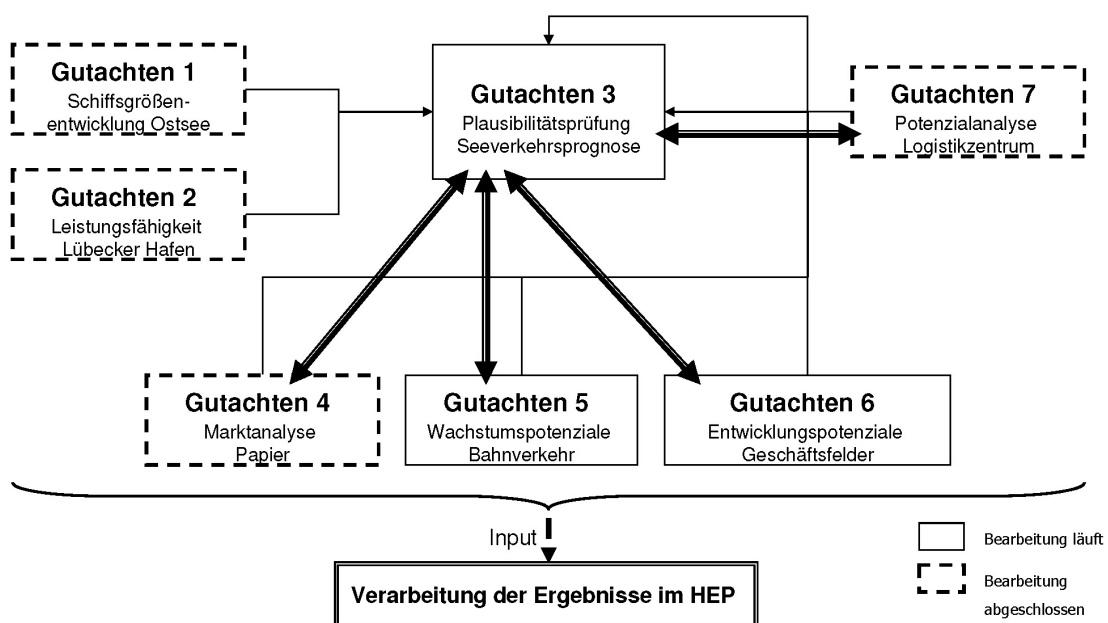 Gutachten 1
Schiffsgrößen-
entwicklung Ostsee
Gutachten 2
Leistungsfähigkeit
Lübecker Hafen
Gutachten 3
Plausibilitätsprüfung
Seeverkehrsprognose
Gutachten 7
Potenzialanalyse
Logistikzentrum
Gutachten 4
Marktanalyse
Papier
Gutachten 5
Wachstumspotenziale
Bahnverkehr
Gutachten 6
Entwicklungspotenziale
Geschäftsfelder
Input
Verarbeitung der Ergebnisse im HEP
Bearbeitung läuft
Bearbeitung
abgeschlossen